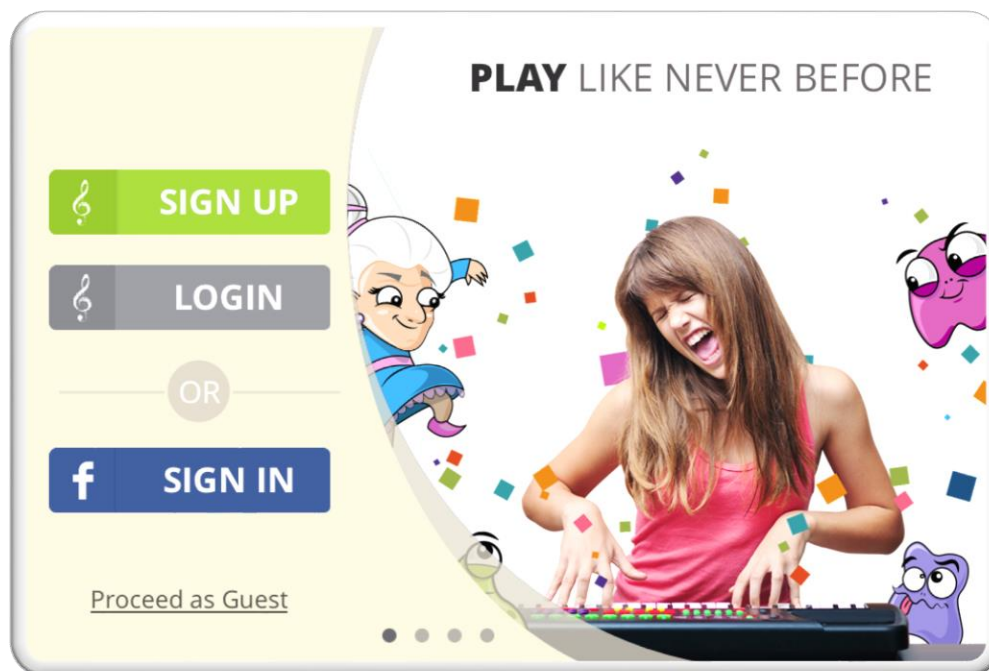 PLAY LIKE NEVER BEFORE
SIGN UP
LOGIN
OR
f SIGN IN
Proceed as Guest